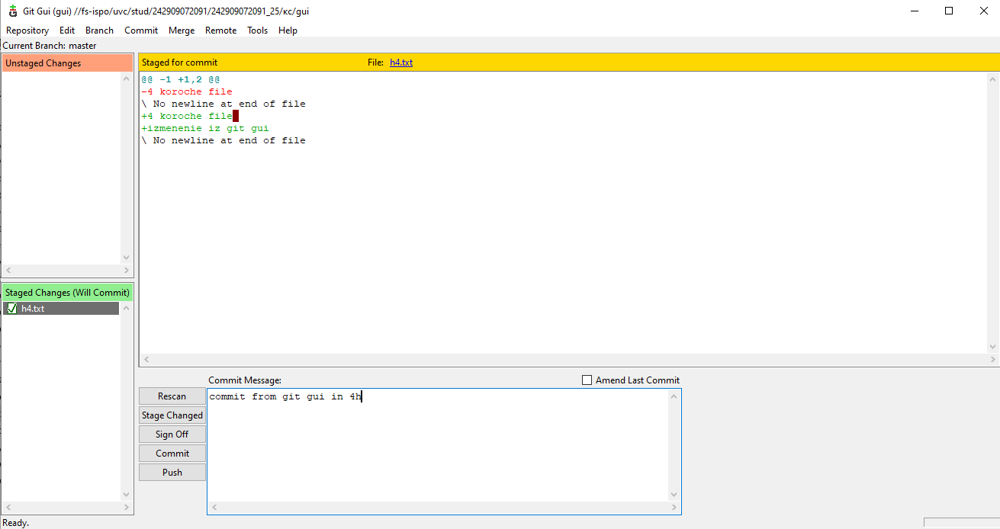 Git Gui (gui) //fs-ispo/uvc/stud/242909072091/242909072091_25/кс/gui
Repository Edit Branch Commit Merge Remote Tools Help
Current Branch: master
Unstaged Changes
Staged for commit File: h4.txt
@@ -1 +1,2 @@
-4 koroche file
\ No newline at end of file
+4 koroche file
+izmenenie iz git gui
\ No newline at end of file
Staged Changes (Will Commit)
h4.txt
Commit Message: Amend Last Commit
Rescan
Stage Changed
Sign Off
Commit
Push
commit from git gui in 4h
Ready.